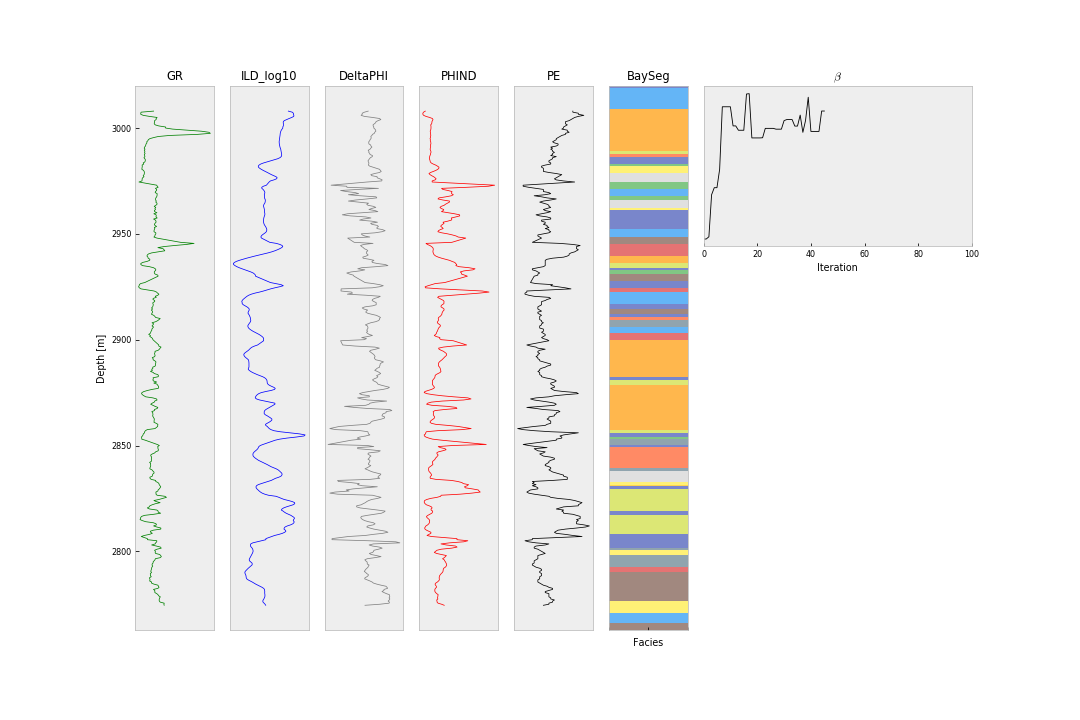 GR ILD_log10 DeltaPHI PHIND PE BaySeg β
3000
2950
2900
2850
2800
Depth [m]
0 20 40 60 80 100
Iteration
Facies